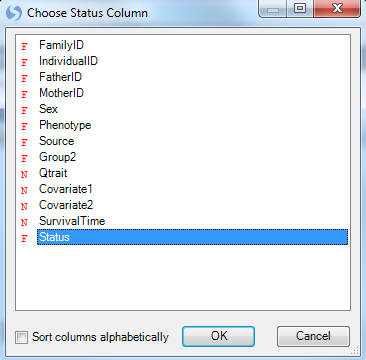 Choose Status Column
F FamilyID
F IndividualID
F FatherID
F MotherID
F Sex
F Phenotype
F Source
F Group2
N Qtrait
N Covariate1
N Covariate2
N SurvivalTime
F Status
Sort columns alphabetically OK Cancel